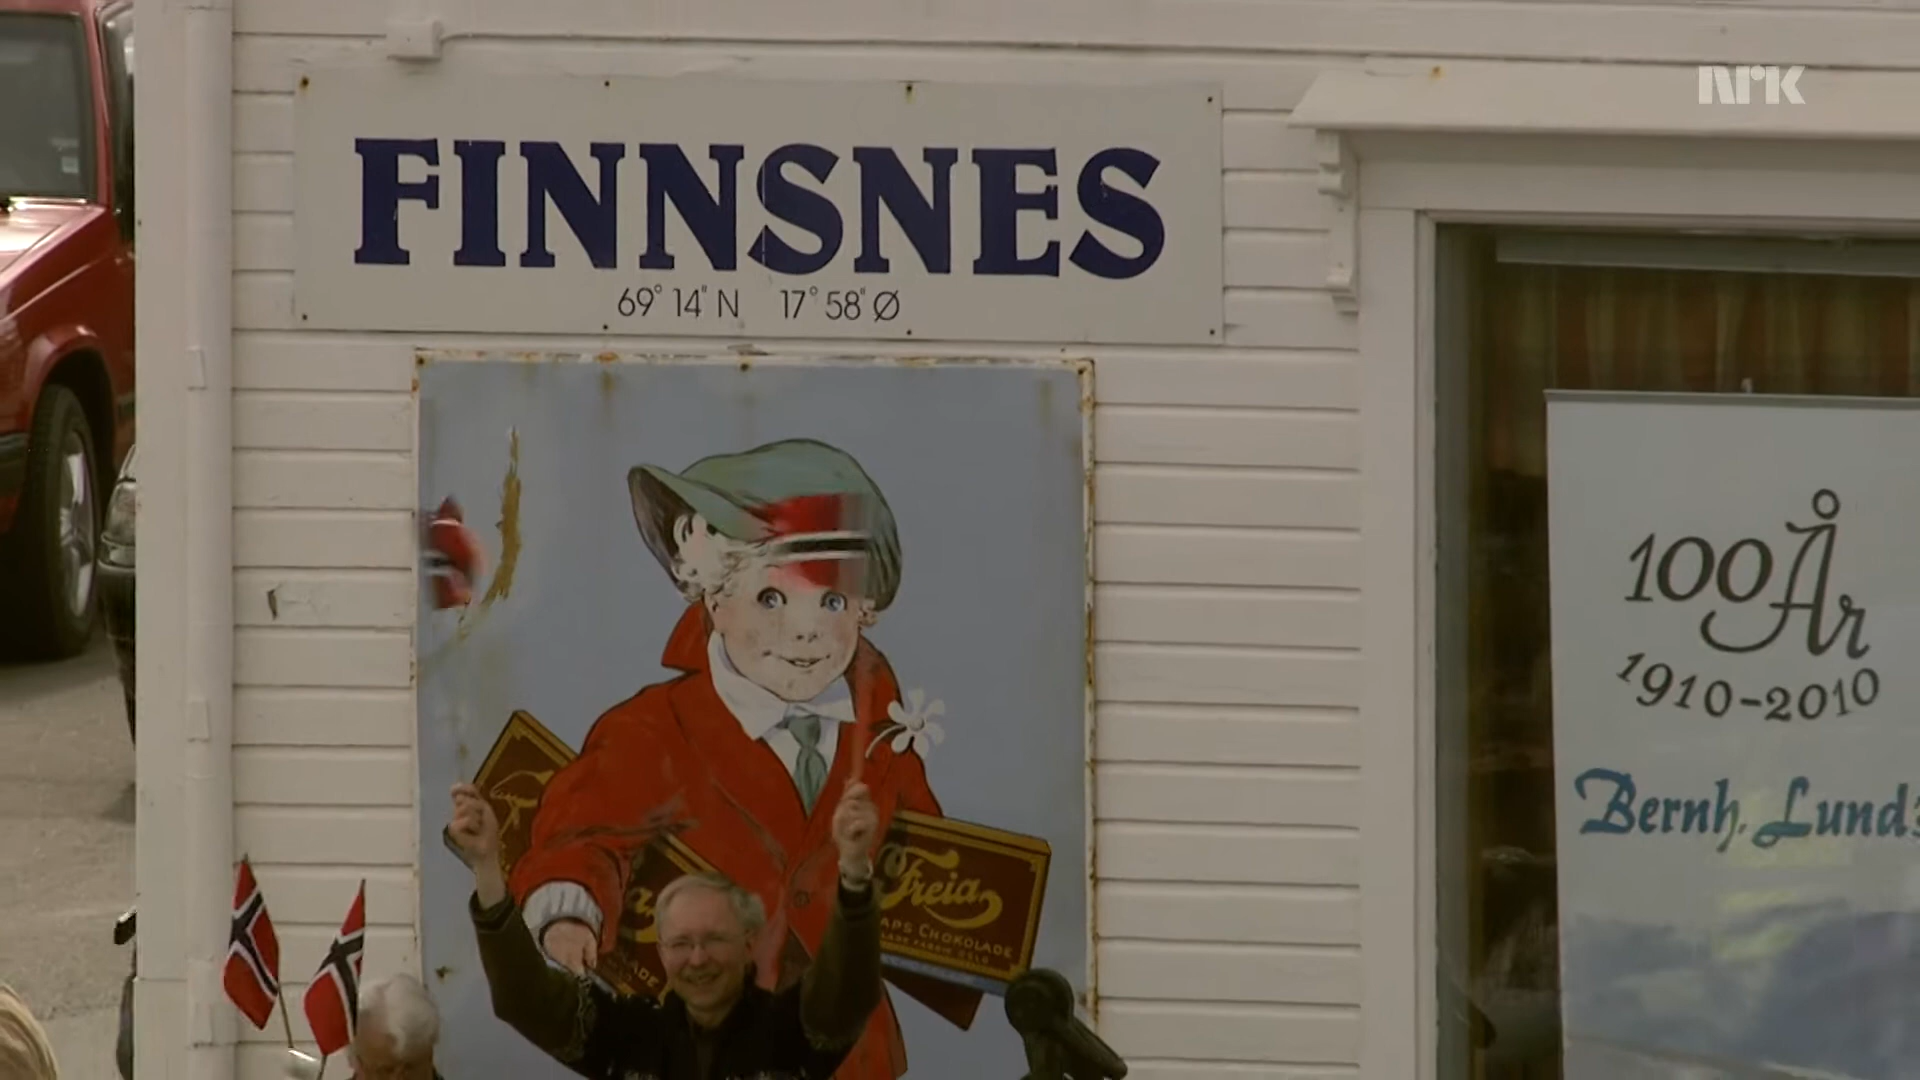 nrk
FINNSNES
69° 14" N 17° 58" Ø
100 År
1910-2010
Bernh. Lund
Freia
CHOKOLADE